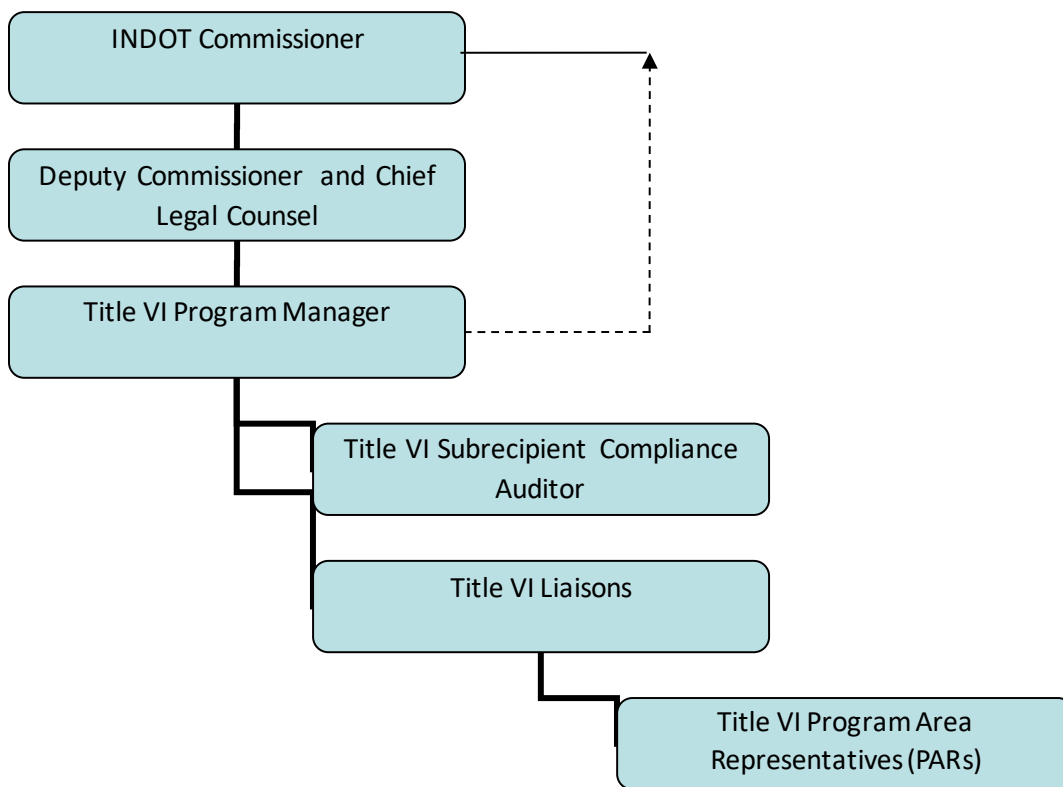 INDOT Commissioner
Deputy Commissioner and Chief
Legal Counsel
Title VI Program Manager
Title VI Subrecipient Compliance
Auditor
Title VI Liaisons
Title VI Program Area
Representatives (PARs)